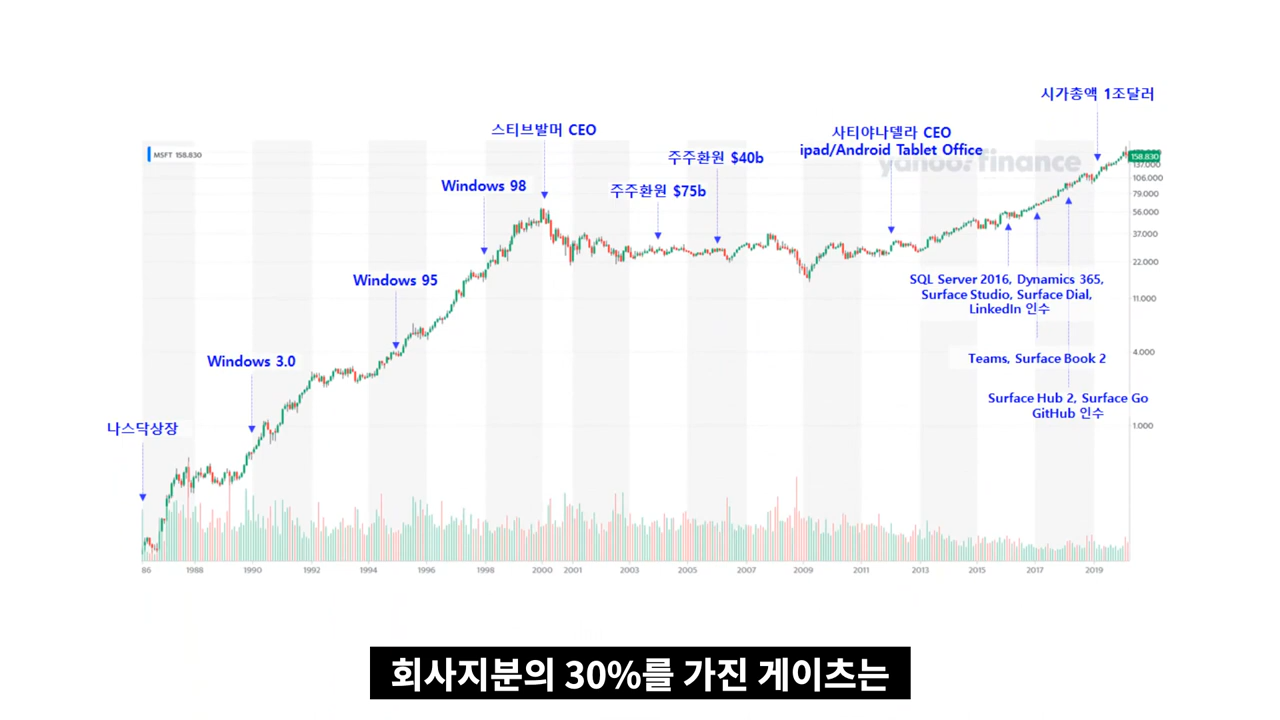 시가총액 1조달러
스티브발머 CEO
사티야나델라 CEO
ipad/Android Tablet Office
주주환원 $40b
yahoo! finance
MSFT 158.830
158.830
137.000
106.000
Windows 98
주주환원 $75b
79.000
56.000
37.000
22.000
Windows 95
SQL Server 2016, Dynamics 365,
Surface Studio, Surface Dial,
LinkedIn 인수
11.000
4.000
Windows 3.0
Teams, Surface Book 2
Surface Hub 2, Surface Go
GitHub 인수
나스닥상장
1.000
86 1988 1990 1992 1994 1996 1998 2000 2001 2003 2005 2007 2009 2011 2013 2015 2017 2019
회사지분의 30%를 가진 게이츠는